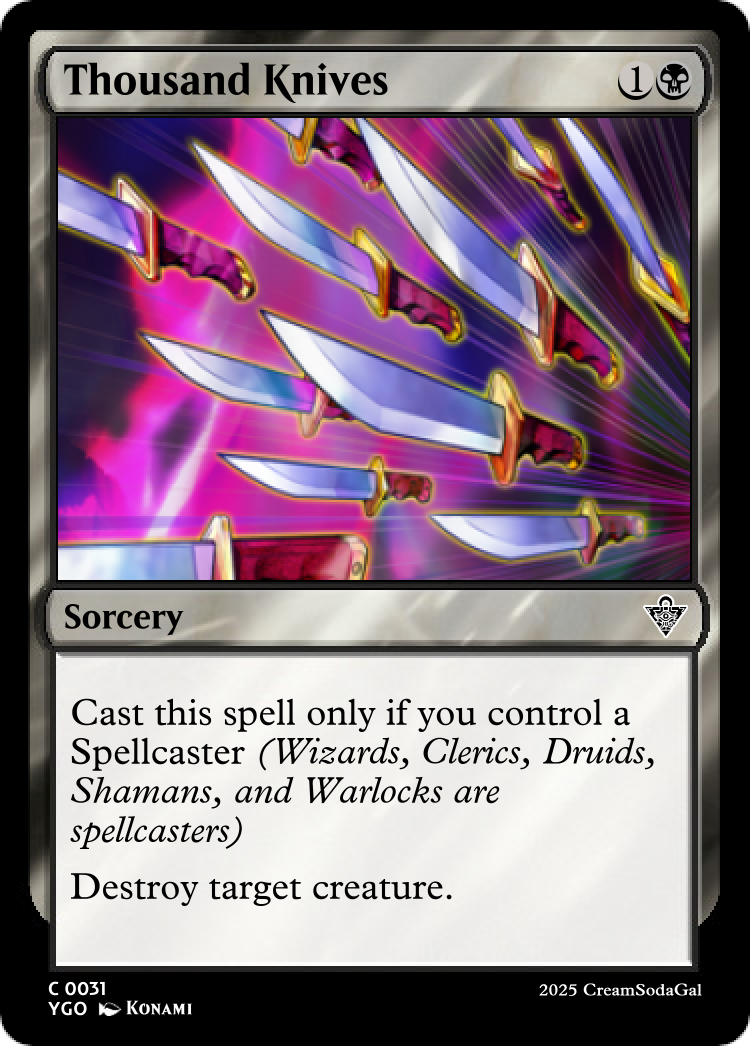 Thousand Knives 1
Sorcery
Cast this spell only if you control a
Spellcaster (Wizards, Clerics, Druids,
Shamans, and Warlocks are
spellcasters)
Destroy target creature.
C 0031
YGO KONAMI
2025 CreamSodaGal